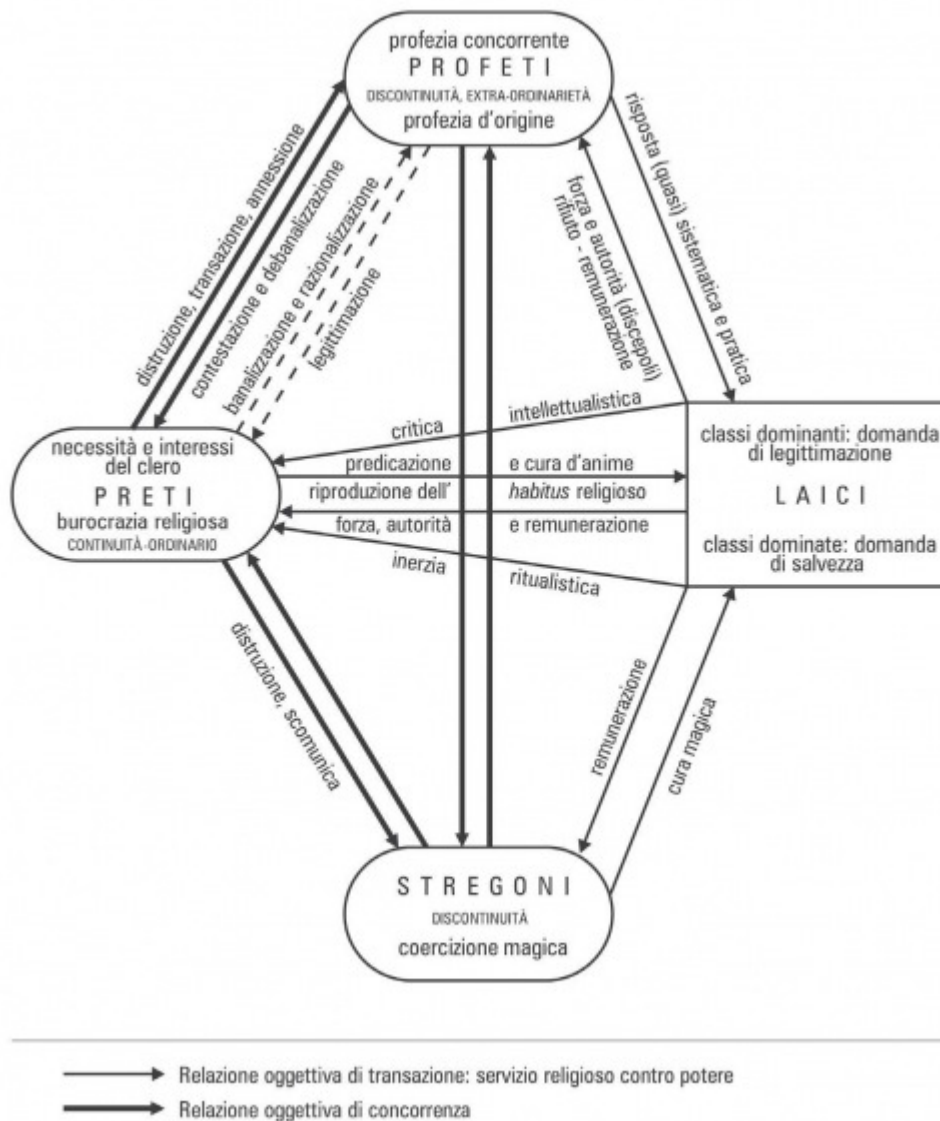 profezia concorrente
PROFETI
DISCONTINUITÀ, EXTRA-ORDINARIETÀ
profezia d'origine
distruzione, transazione, annessione
contestazione e debanalizzazione
banalizzazione e razionalizzazione
legittimazione
forza e autorità (discepoli)
rifiuto - remunerazione
risposta (quasi) sistematica e pratica
necessità e interessi
del clero
PRETI
burocrazia religiosa
CONTINUITÀ-ORDINARIO
critica intellettualistica
predicazione e cura d'anime
riproduzione dell' habitus religioso
forza, autorità e remunerazione
inerzia ritualistica
classi dominanti: domanda
di legittimazione
LAICI
classi dominate: domanda
di salvezza
distruzione, scomunica
remunerazione
cura magica
STREGONI
DISCONTINUITÀ
coercizione magica
Relazione oggettiva di transazione: servizio religioso contro potere
Relazione oggettiva di concorrenza